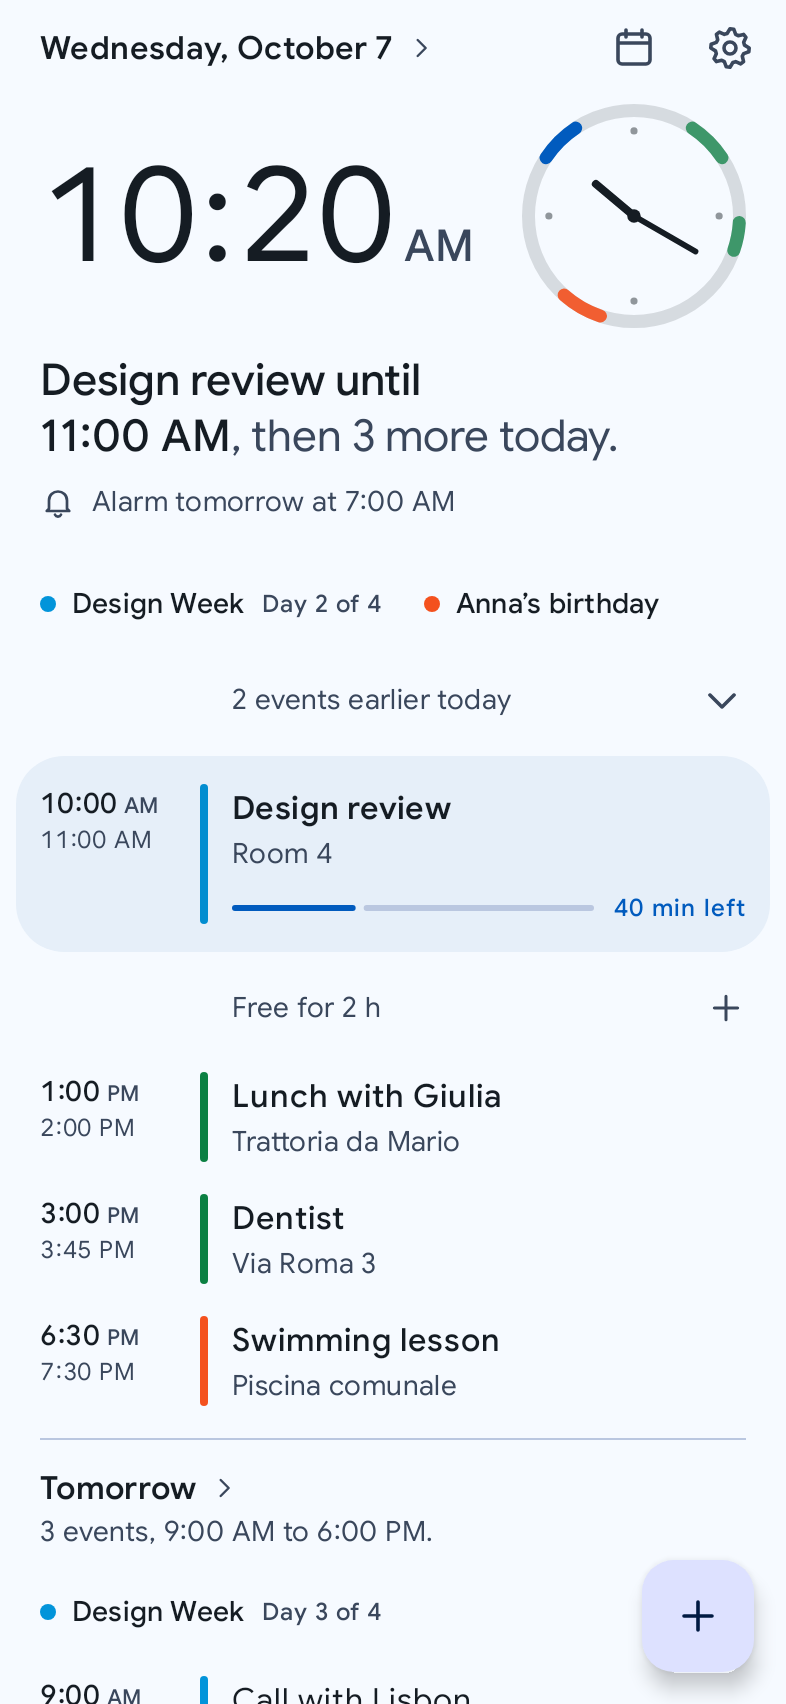 Wednesday, October 7
10:20 AM
Design review until
11:00 AM, then 3 more today.
Alarm tomorrow at 7:00 AM
Design Week Day 2 of 4 Anna’s birthday
2 events earlier today
10:00 AM
11:00 AM
Design review
Room 4
40 min left
Free for 2 h
1:00 PM
2:00 PM
Lunch with Giulia
Trattoria da Mario
3:00 PM
3:45 PM
Dentist
Via Roma 3
6:30 PM
7:30 PM
Swimming lesson
Piscina comunale
Tomorrow
3 events, 9:00 AM to 6:00 PM.
Design Week Day 3 of 4
9:00 AM
Call with Lisbon